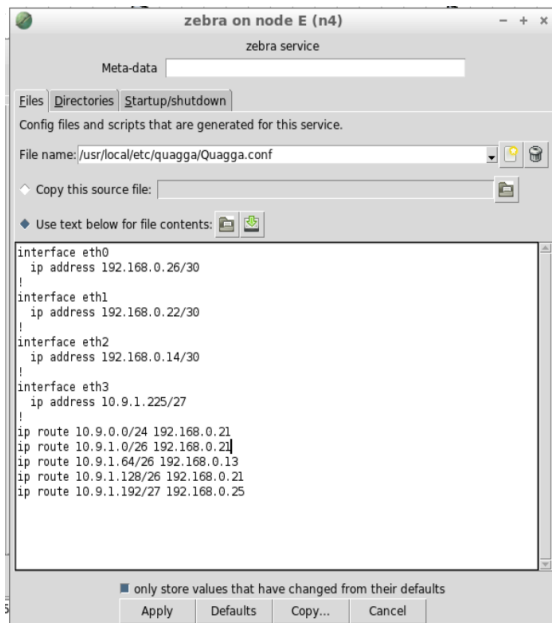 zebra on node E (n4)
zebra service
Meta-data
Files Directories Startup/shutdown
Config files and scripts that are generated for this service.
File name: /usr/local/etc/quagga/Quagga.conf
Copy this source file:
Use text below for file contents:
interface eth0
ip address 192.168.0.26/30
!
interface eth1
ip address 192.168.0.22/30
!
interface eth2
ip address 192.168.0.14/30
!
interface eth3
ip address 10.9.1.225/27
!
ip route 10.9.0.0/24 192.168.0.21
ip route 10.9.1.0/26 192.168.0.21
ip route 10.9.1.64/26 192.168.0.13
ip route 10.9.1.128/26 192.168.0.21
ip route 10.9.1.192/27 192.168.0.25
only store values that have changed from their defaults
Apply Defaults Copy... Cancel